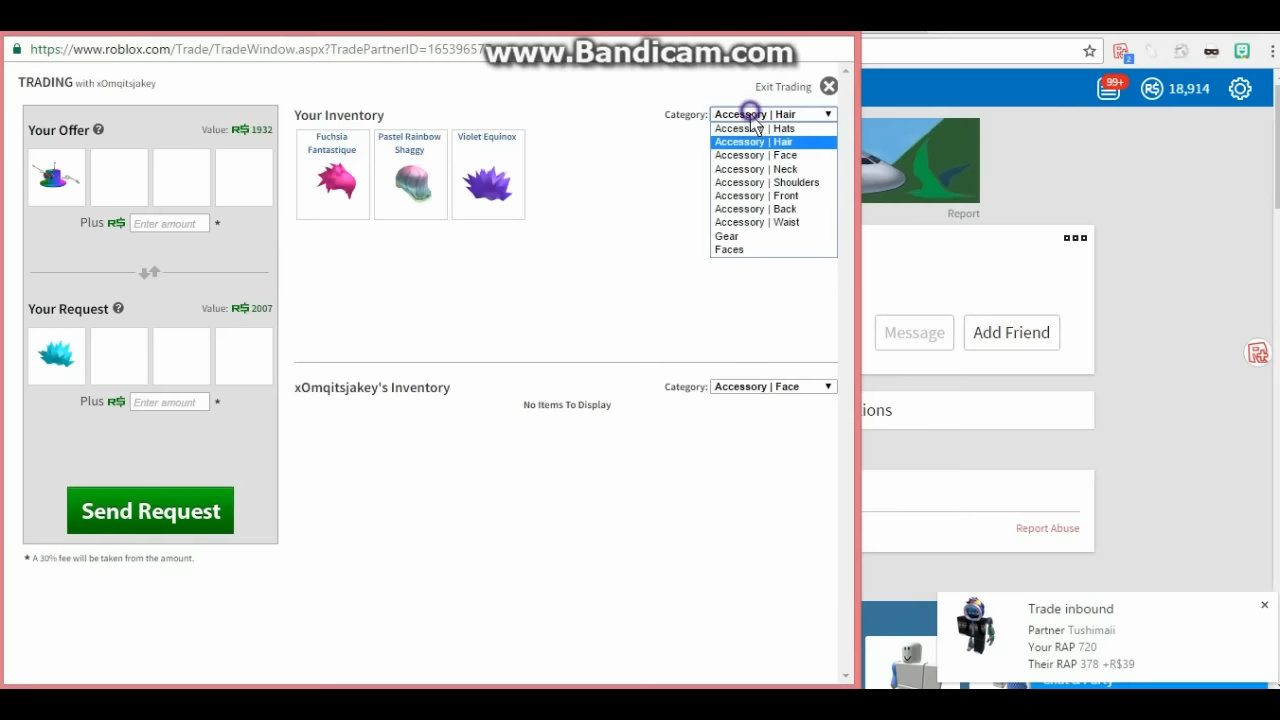 https://www.roblox.com/Trade/TradeWindow.aspx?TradePartnerID=16539657
www.Bandicam.com
TRADING with xOmqitsjakey
Exit Trading
99+
18,914
2
Your Offer
Value: R$ 1932
Plus R$ Enter amount *
Your Request
Value: R$ 2007
Plus R$ Enter amount *
Send Request
* A 30% fee will be taken from the amount.
Your Inventory
Category: Accessory | Hair
Fuchsia Fantastique
Pastel Rainbow Shaggy
Violet Equinox
Accessory | Hats
Accessory | Hair
Accessory | Face
Accessory | Neck
Accessory | Shoulders
Accessory | Front
Accessory | Back
Accessory | Waist
Gear
Faces
xOmqitsjakey's Inventory
Category: Accessory | Face
No Items To Display
Report
Message
Add Friend
ions
Report Abuse
Trade inbound
Partner Tushimaii
Your RAP 720
Their RAP 378 +R$39